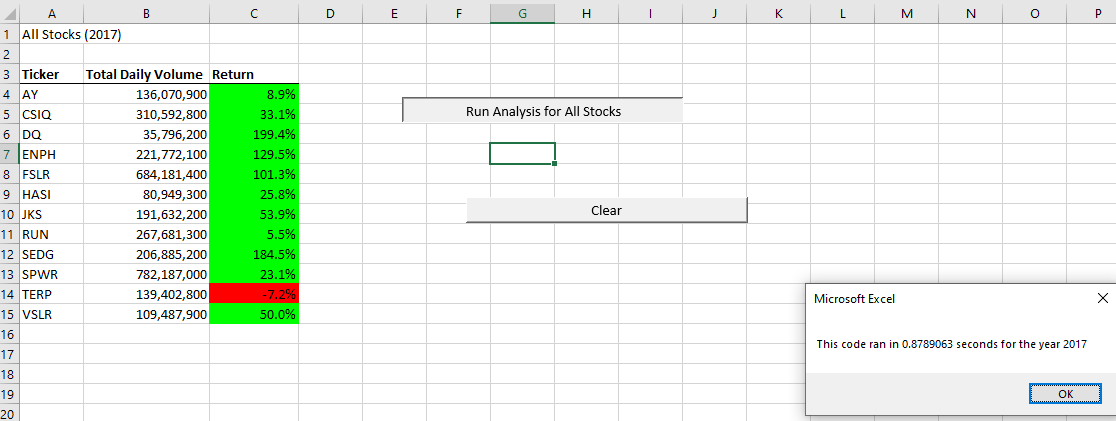 A B C D E F G H I J K L M N O P
1 All Stocks (2017)
2
3 Ticker Total Daily Volume Return
4 AY 136,070,900 8.9%
5 CSIQ 310,592,800 33.1%
Run Analysis for All Stocks
6 DQ 35,796,200 199.4%
7 ENPH 221,772,100 129.5%
8 FSLR 684,181,400 101.3%
9 HASI 80,949,300 25.8%
10 JKS 191,632,200 53.9%
Clear
11 RUN 267,681,300 5.5%
12 SEDG 206,885,200 184.5%
13 SPWR 782,187,000 23.1%
14 TERP 139,402,800 -7.2%
15 VSLR 109,487,900 50.0%
16
17
18
19
20
Microsoft Excel
This code ran in 0.8789063 seconds for the year 2017
OK